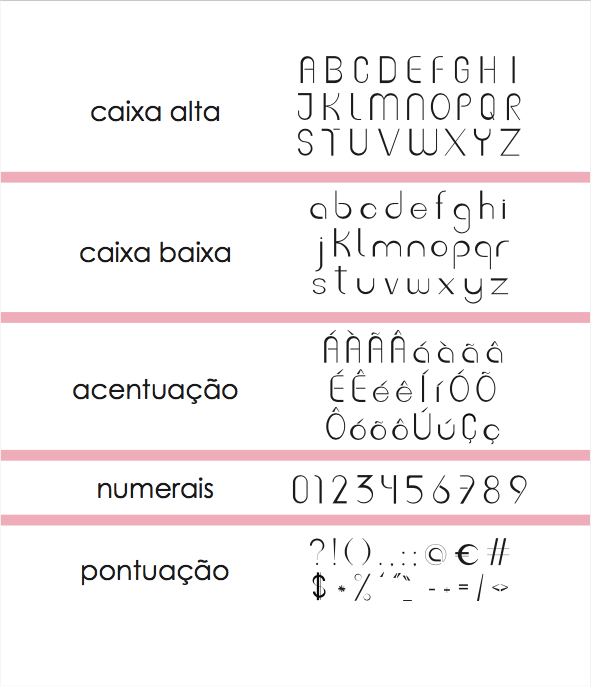 caixa alta
A B C D E F G H I
J K L M N O P Q R
S T U V W X Y Z
caixa baixa
a b c d e f g h i
j k l m n o p q r
s t u v w x y z
acentuação
Á À Ã Â á à ã â
É Ê é ê Í í Ó Õ
Ô ó õ ô Ú ú Ç ç
numerais
0 1 2 3 4 5 6 7 8 9
pontuação
? ! ( ) . , . : : @ € #
$ * % ´ " _ - + = / < >